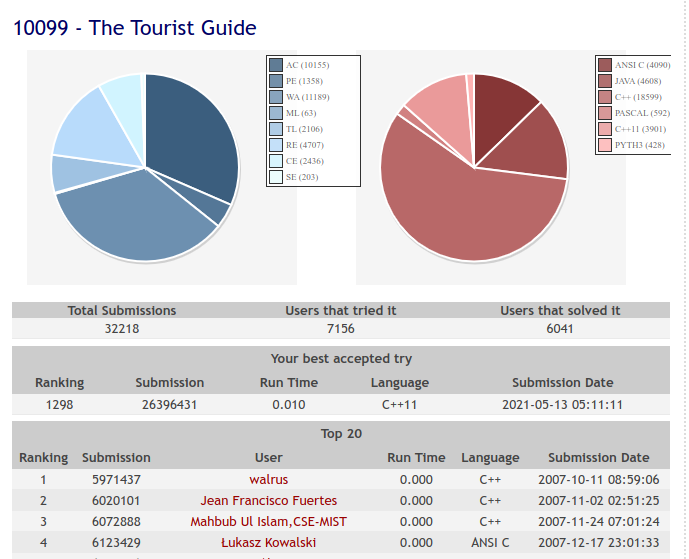 10099 - The Tourist Guide
AC (10155)
PE (1358)
WA (11189)
ML (63)
TL (2106)
RE (4707)
CE (2436)
SE (203)
ANSI C (4090)
JAVA (4608)
C++ (18599)
PASCAL (592)
C++11 (3901)
PYTH3 (428)
Total Submissions Users that tried it Users that solved it
32218 7156 6041
Your best accepted try
Ranking Submission Run Time Language Submission Date
1298 26396431 0.010 C++11 2021-05-13 05:11:11
Top 20
Ranking Submission User Run Time Language Submission Date
1 5971437 walrus 0.000 C++ 2007-10-11 08:59:06
2 6020101 Jean Francisco Fuertes 0.000 C++ 2007-11-02 02:51:25
3 6072888 Mahbub Ul Islam,CSE-MIST 0.000 C++ 2007-11-24 07:01:24
4 6123429 Łukasz Kowalski 0.000 ANSI C 2007-12-17 23:01:33